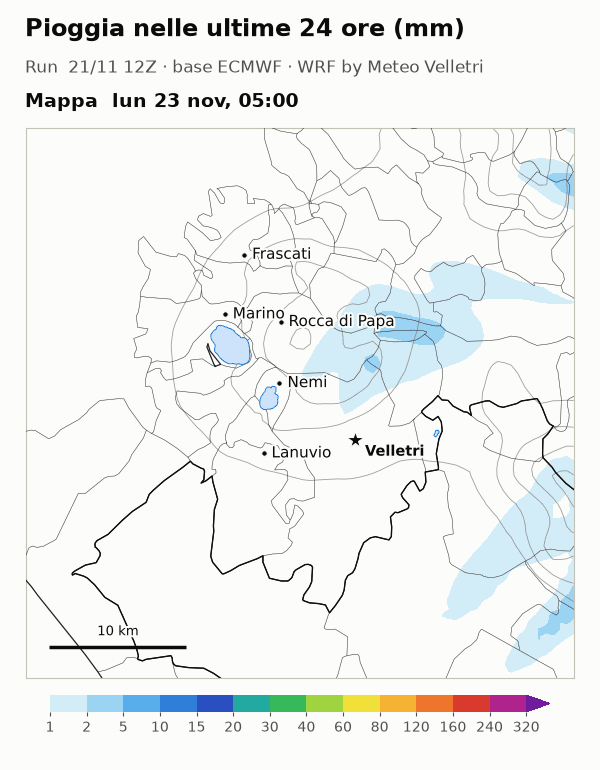 Pioggia nelle ultime 24 ore (mm)
Run  21/11 12Z · base ECMWF · WRF by Meteo Velletri
Mappa  lun 23 nov, 05:00
Frascati
Marino
Rocca di Papa
Nemi
Velletri
Lanuvio
10 km
1 2 5 10 15 20 30 40 60 80 120 160 240 320